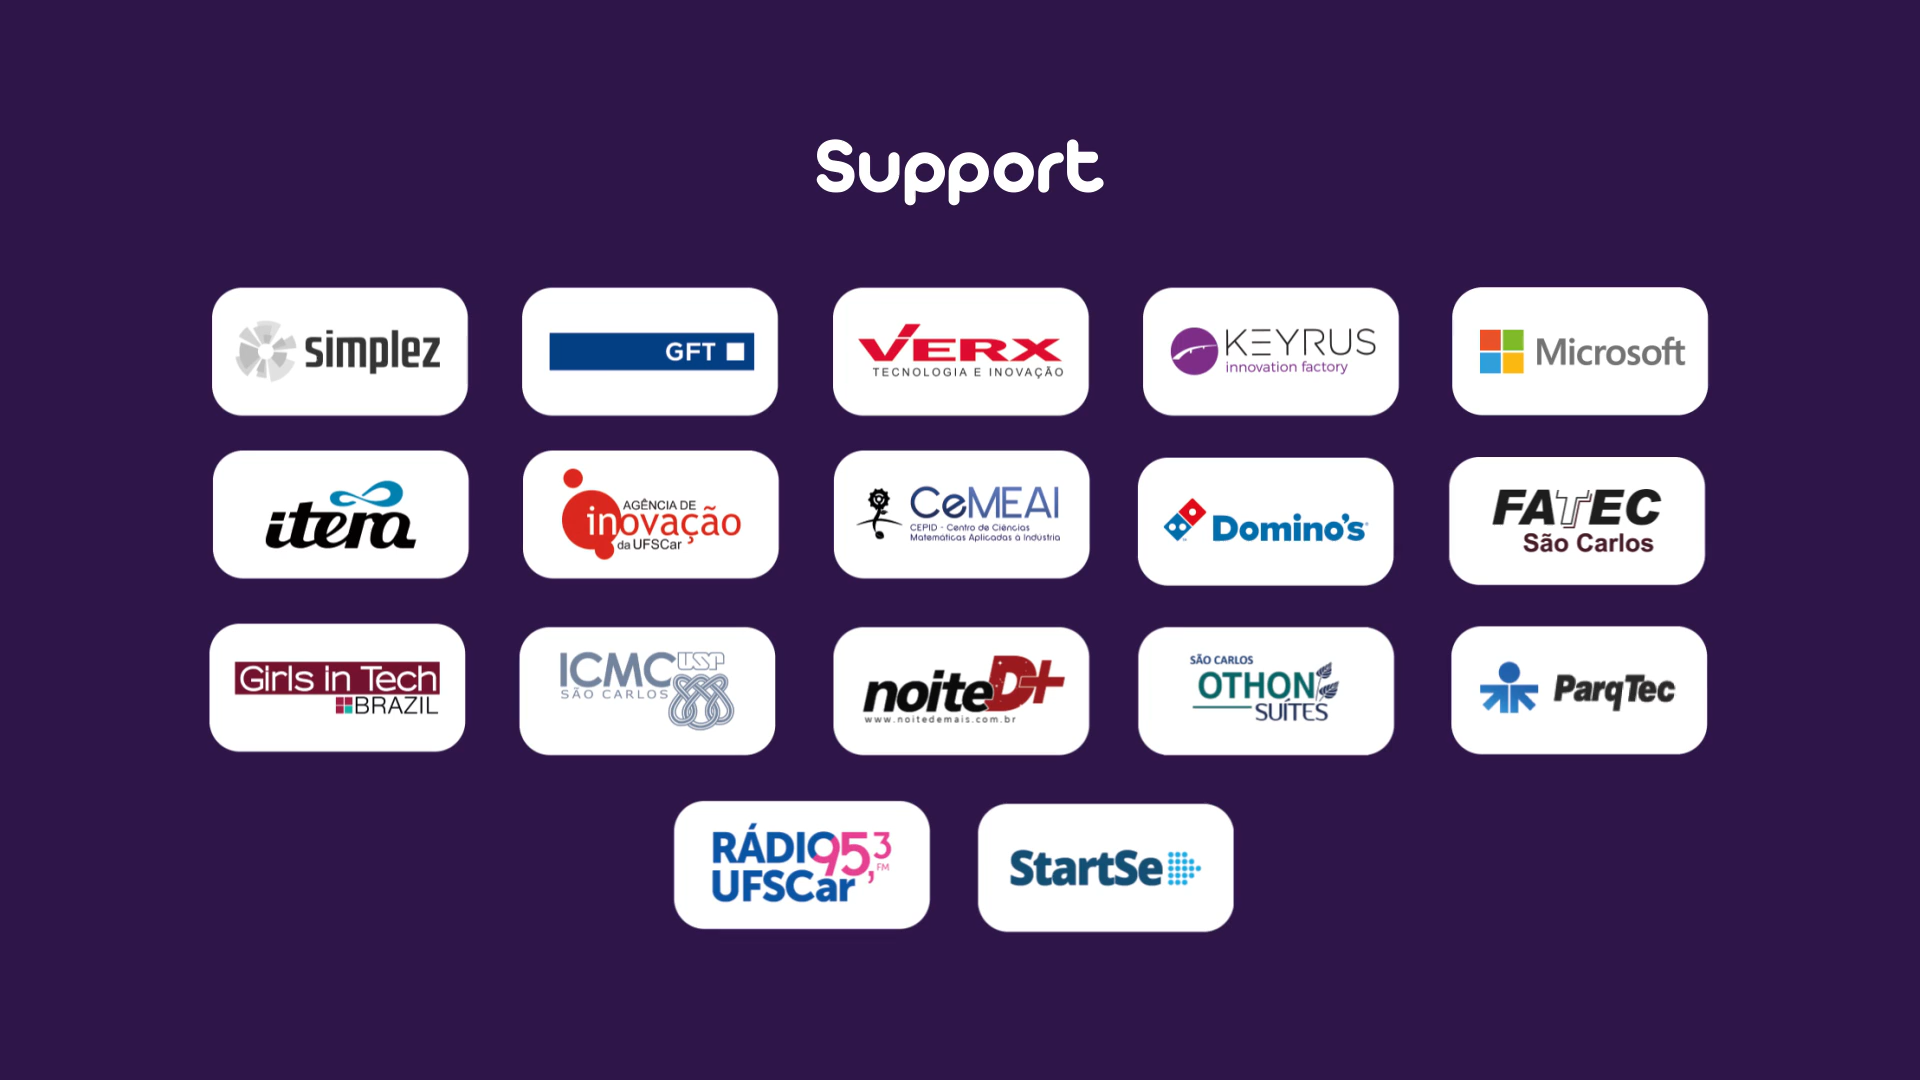 Support
simplez
GFT
VERX
TECNOLOGIA E INOVAÇÃO
KEYRUS
innovation factory
Microsoft
itera
AGÊNCIA DE
inovação
da UFSCar
CeMEAI
CEPID - Centro de Ciências
Matemáticas Aplicadas à Indústria
Domino's
FATEC
São Carlos
Girls in Tech
BRAZIL
ICMC USP
SÃO CARLOS
noiteD+
www.noitedemais.com.br
SÃO CARLOS
OTHON
SUÍTES
ParqTec
RÁDIO 95,3 FM
UFSCar
StartSe